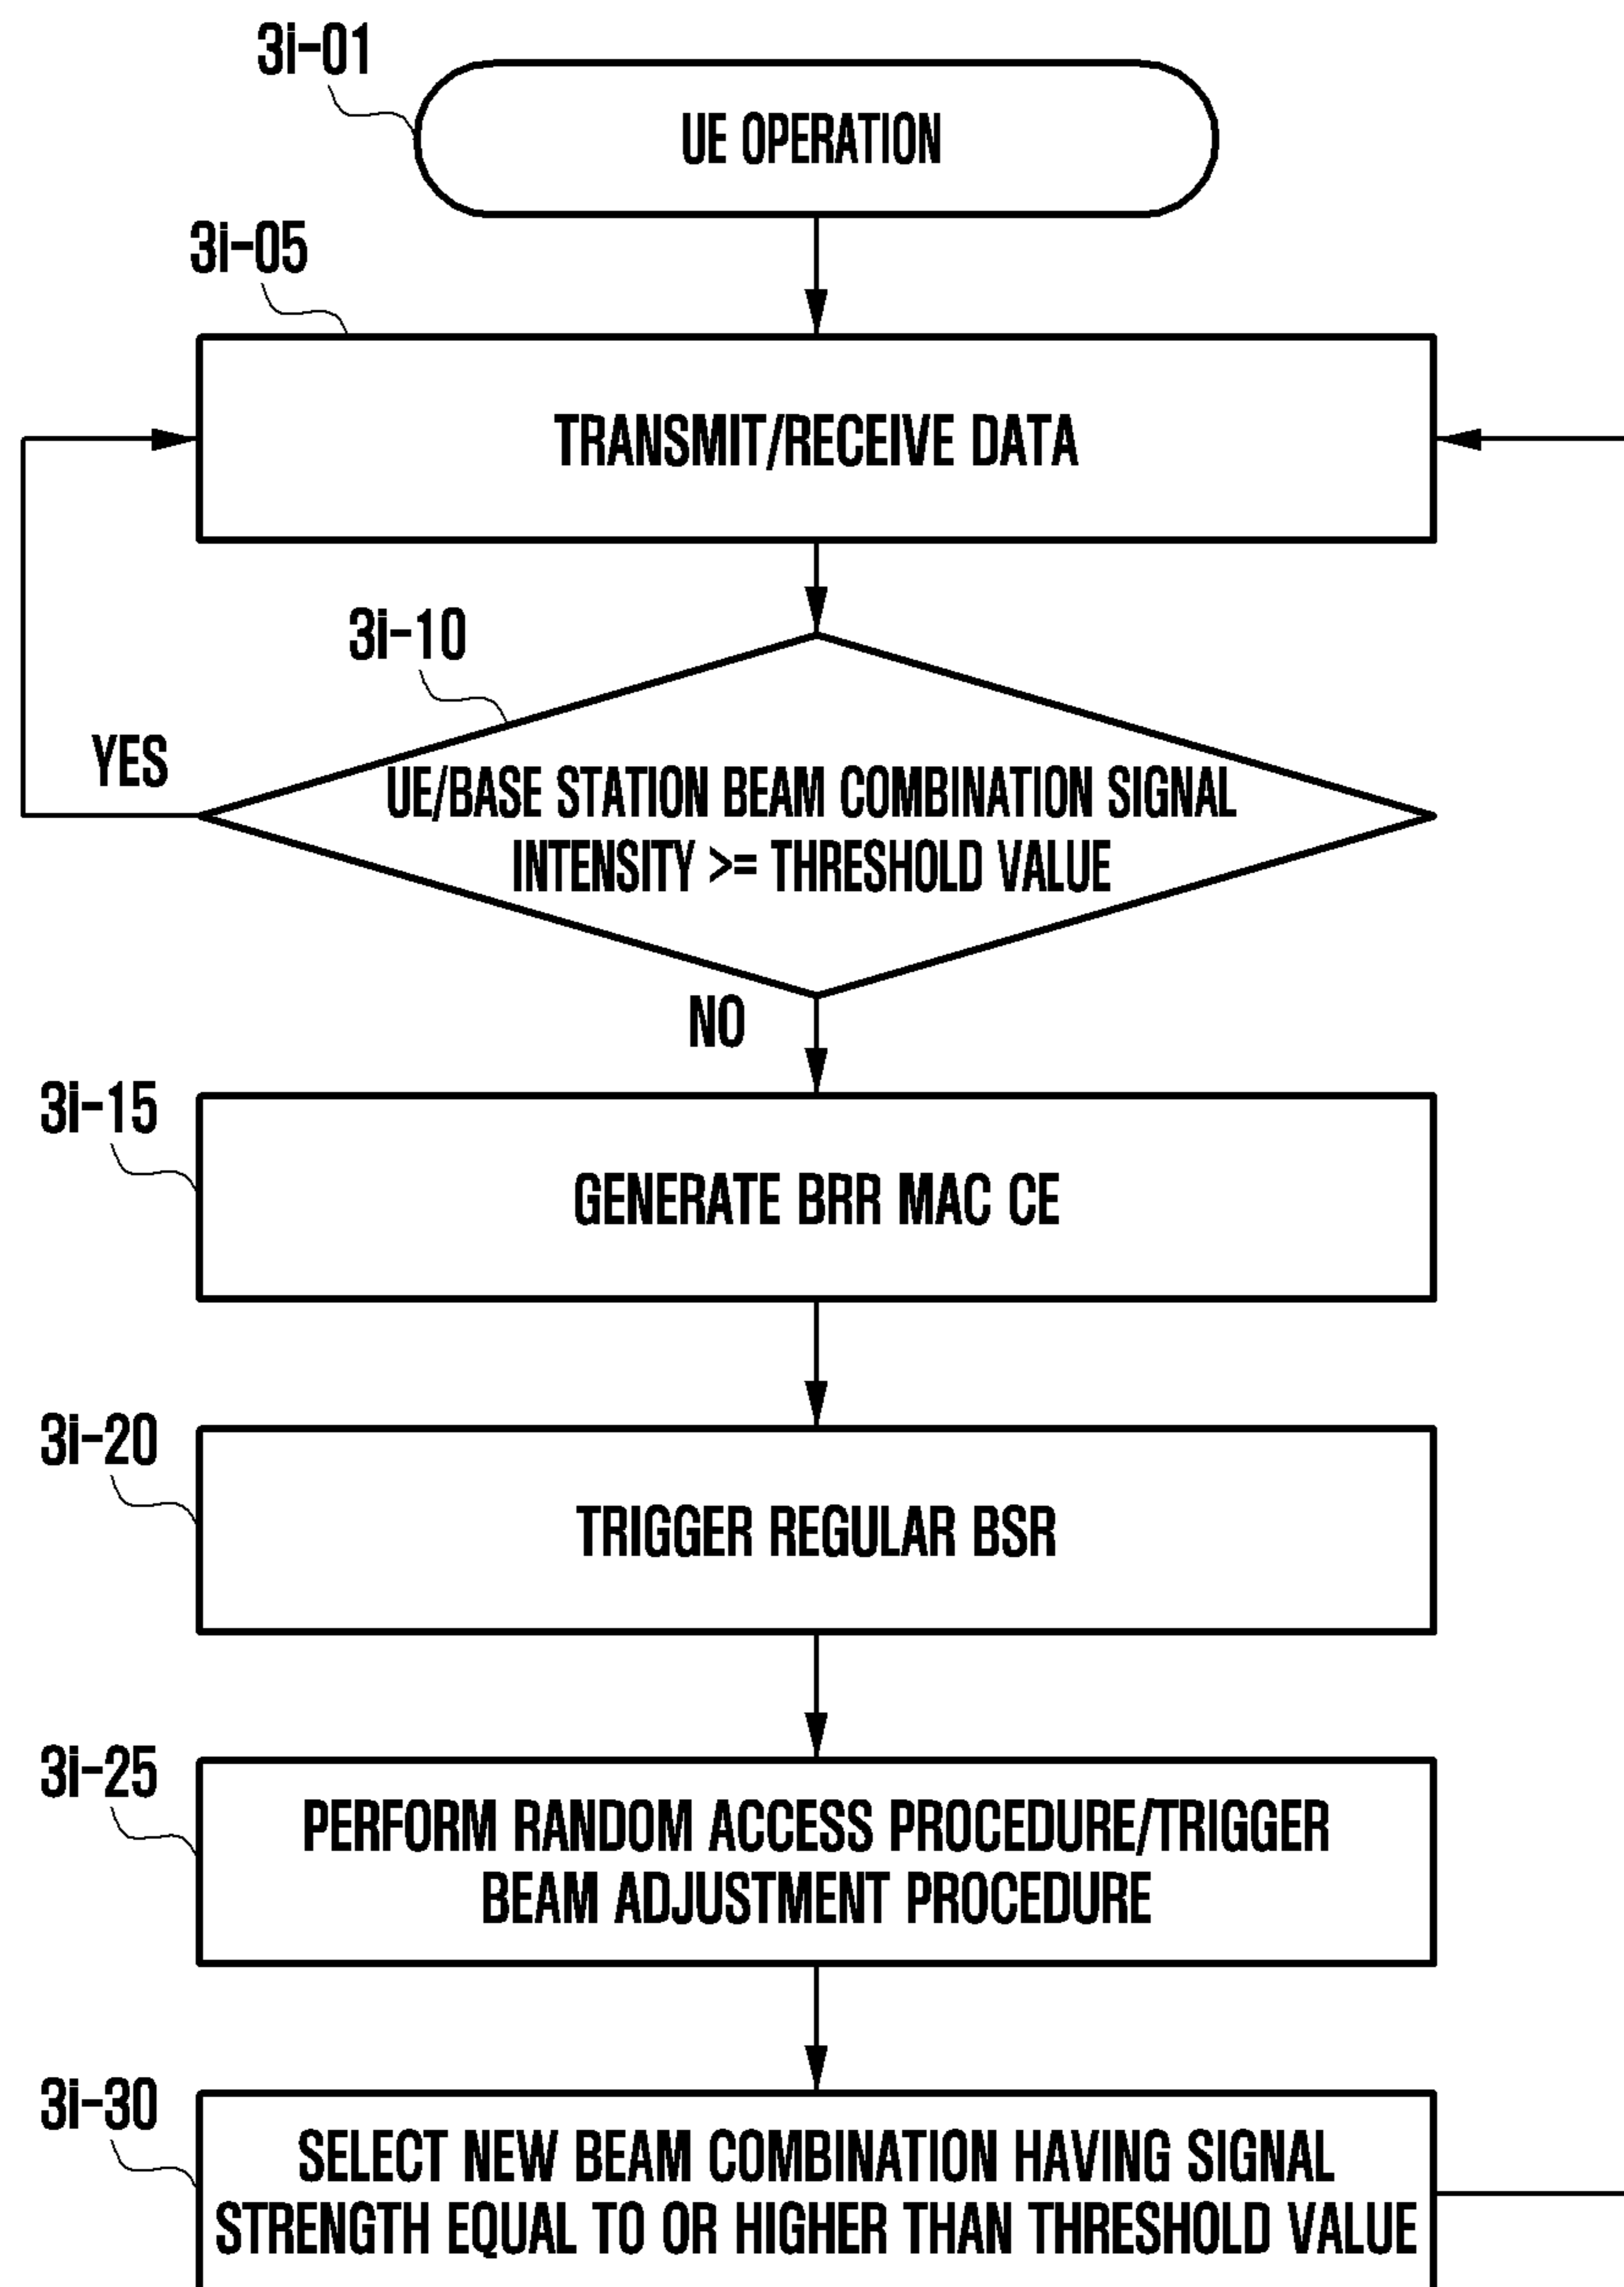 3i-01
UE OPERATION
3i-05
TRANSMIT/RECEIVE DATA
3i-10
YES
UE/BASE STATION BEAM COMBINATION SIGNAL
INTENSITY >= THRESHOLD VALUE
NO
3i-15
GENERATE BRR MAC CE
3i-20
TRIGGER REGULAR BSR
3i-25
PERFORM RANDOM ACCESS PROCEDURE/TRIGGER
BEAM ADJUSTMENT PROCEDURE
3i-30
SELECT NEW BEAM COMBINATION HAVING SIGNAL
STRENGTH EQUAL TO OR HIGHER THAN THRESHOLD VALUE